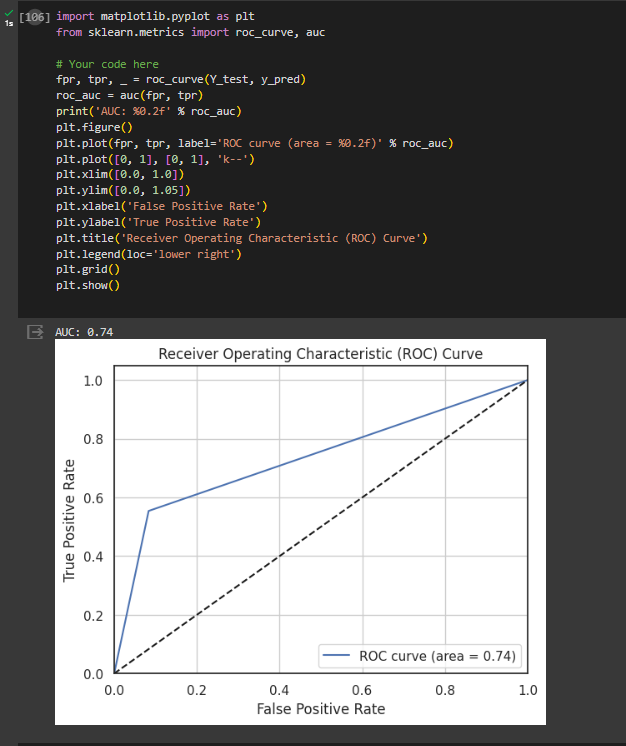 [106] import matplotlib.pyplot as plt
1s
from sklearn.metrics import roc_curve, auc
# Your code here
fpr, tpr, _ = roc_curve(Y_test, y_pred)
roc_auc = auc(fpr, tpr)
print('AUC: %0.2f' % roc_auc)
plt.figure()
plt.plot(fpr, tpr, label='ROC curve (area = %0.2f)' % roc_auc)
plt.plot([0, 1], [0, 1], 'k--')
plt.xlim([0.0, 1.0])
plt.ylim([0.0, 1.05])
plt.xlabel('False Positive Rate')
plt.ylabel('True Positive Rate')
plt.title('Receiver Operating Characteristic (ROC) Curve')
plt.legend(loc='lower right')
plt.grid()
plt.show()
AUC: 0.74
Receiver Operating Characteristic (ROC) Curve
True Positive Rate
1.0
0.8
0.6
0.4
0.2
0.0
ROC curve (area = 0.74)
0.0 0.2 0.4 0.6 0.8 1.0
False Positive Rate